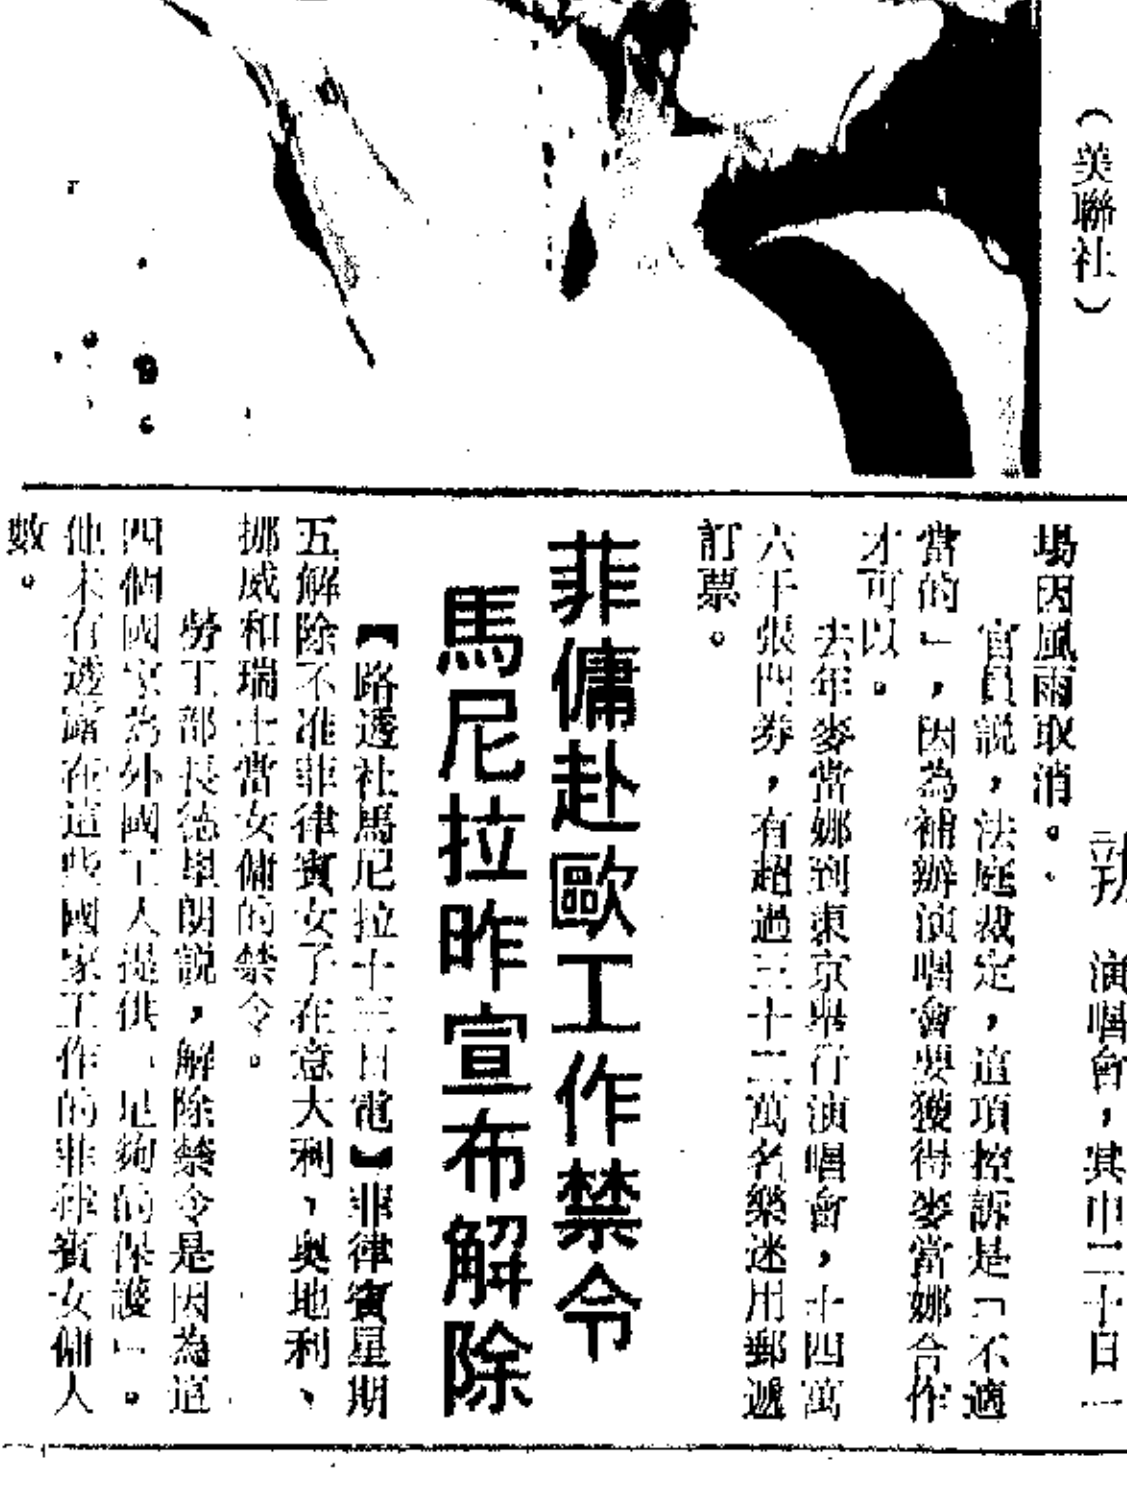 （美聯社）
演唱會，其中二十日一
場因風雨取消。
官員說，法庭裁定，這項控訴是「不適
當的」，因為補辦演唱會要獲得麥當娜合作
才可以。
去年麥當娜到東京舉行演唱會，十四萬
六千張門券，有超過三十二萬名樂迷用郵遞
訂票。
菲傭赴歐工作禁令
馬尼拉昨宣布解除
【路透社馬尼拉十三日電】菲律賓星期
五解除不准菲律賓女子在意大利、奧地利、
挪威和瑞士當女傭的禁令。
勞工部長德里朗說，解除禁令是因為這
四個國家為外國工人提供「足夠的保護」。
他未有透露在這些國家工作的菲律賓女傭人
數。